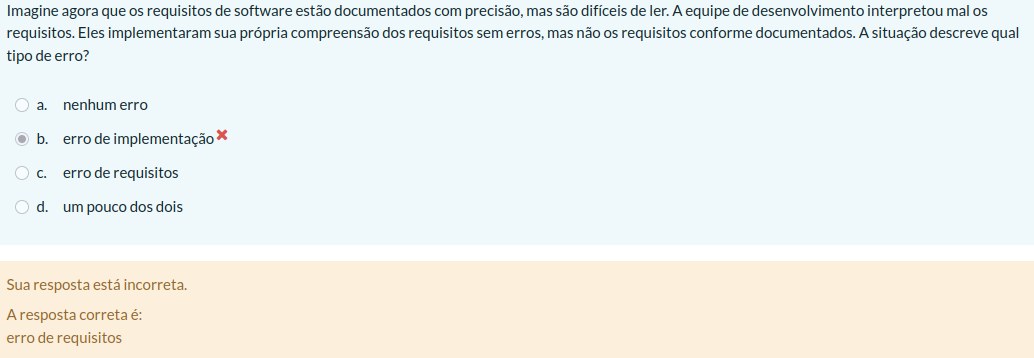 Imagine agora que os requisitos de software estão documentados com precisão, mas são difíceis de ler. A equipe de desenvolvimento interpretou mal os
requisitos. Eles implementaram sua própria compreensão dos requisitos sem erros, mas não os requisitos conforme documentados. A situação descreve qual
tipo de erro?
a. nenhum erro
b. erro de implementação
c. erro de requisitos
d. um pouco dos dois
Sua resposta está incorreta.
A resposta correta é:
erro de requisitos